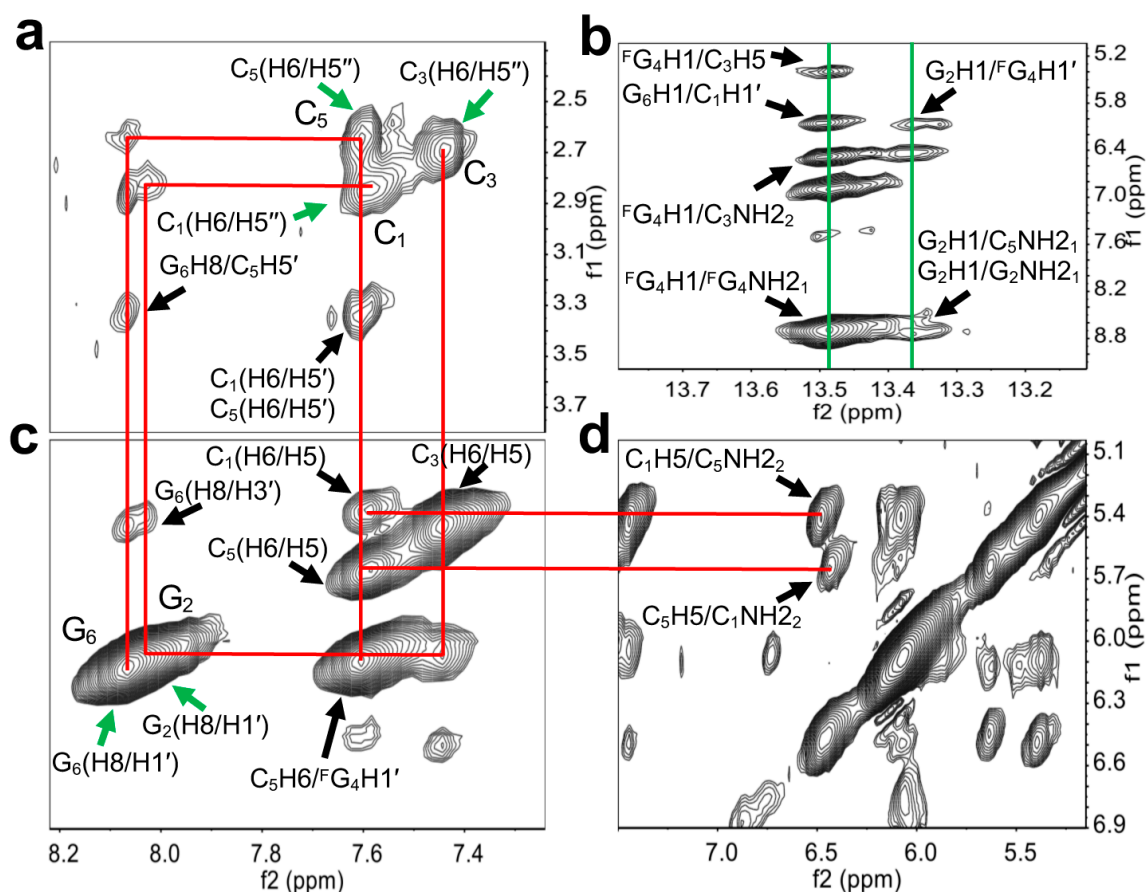 a
C₅(H6/H5″)
C₃(H6/H5″)
C₅
C₃
C₁(H6/H5″)
C₁
G₆H8/C₅H5′
C₁(H6/H5′)
C₅(H6/H5′)
2.5
2.7
2.9
3.1
3.3
3.5
3.7
f1 (ppm)
b
ᶠG₄H1/C₃H5
G₆H1/C₁H1′
G₂H1/ᶠG₄H1′
ᶠG₄H1/C₃NH2₂
ᶠG₄H1/ᶠG₄NH2₁
G₂H1/C₅NH2₁
G₂H1/G₂NH2₁
5.2
5.8
6.4
7.0
7.6
8.2
8.8
f1 (ppm)
13.7 13.6 13.5 13.4 13.3 13.2
f2 (ppm)
c
C₁(H6/H5)
C₃(H6/H5)
G₆(H8/H3′)
C₅(H6/H5)
G₂
G₆
G₂(H8/H1′)
G₆(H8/H1′)
C₅H6/ᶠG₄H1′
8.2 8.0 7.8 7.6 7.4
f2 (ppm)
d
C₁H5/C₅NH2₂
C₅H5/C₁NH2₂
5.1
5.4
5.7
6.0
6.3
6.6
6.9
f1 (ppm)
7.0 6.5 6.0 5.5
f2 (ppm)